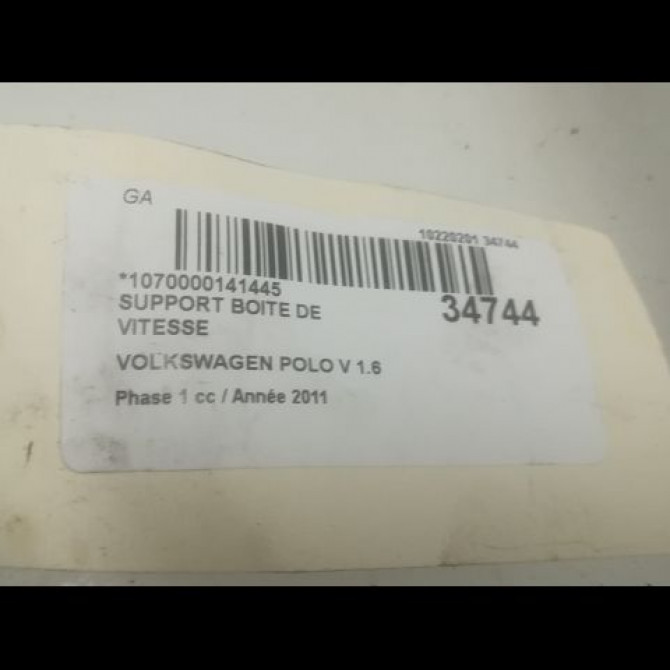 GA
10220201 34744
*1070000141445
34744
SUPPORT BOITE DE
VITESSE
VOLKSWAGEN POLO V 1.6
Phase 1 cc / Année 2011